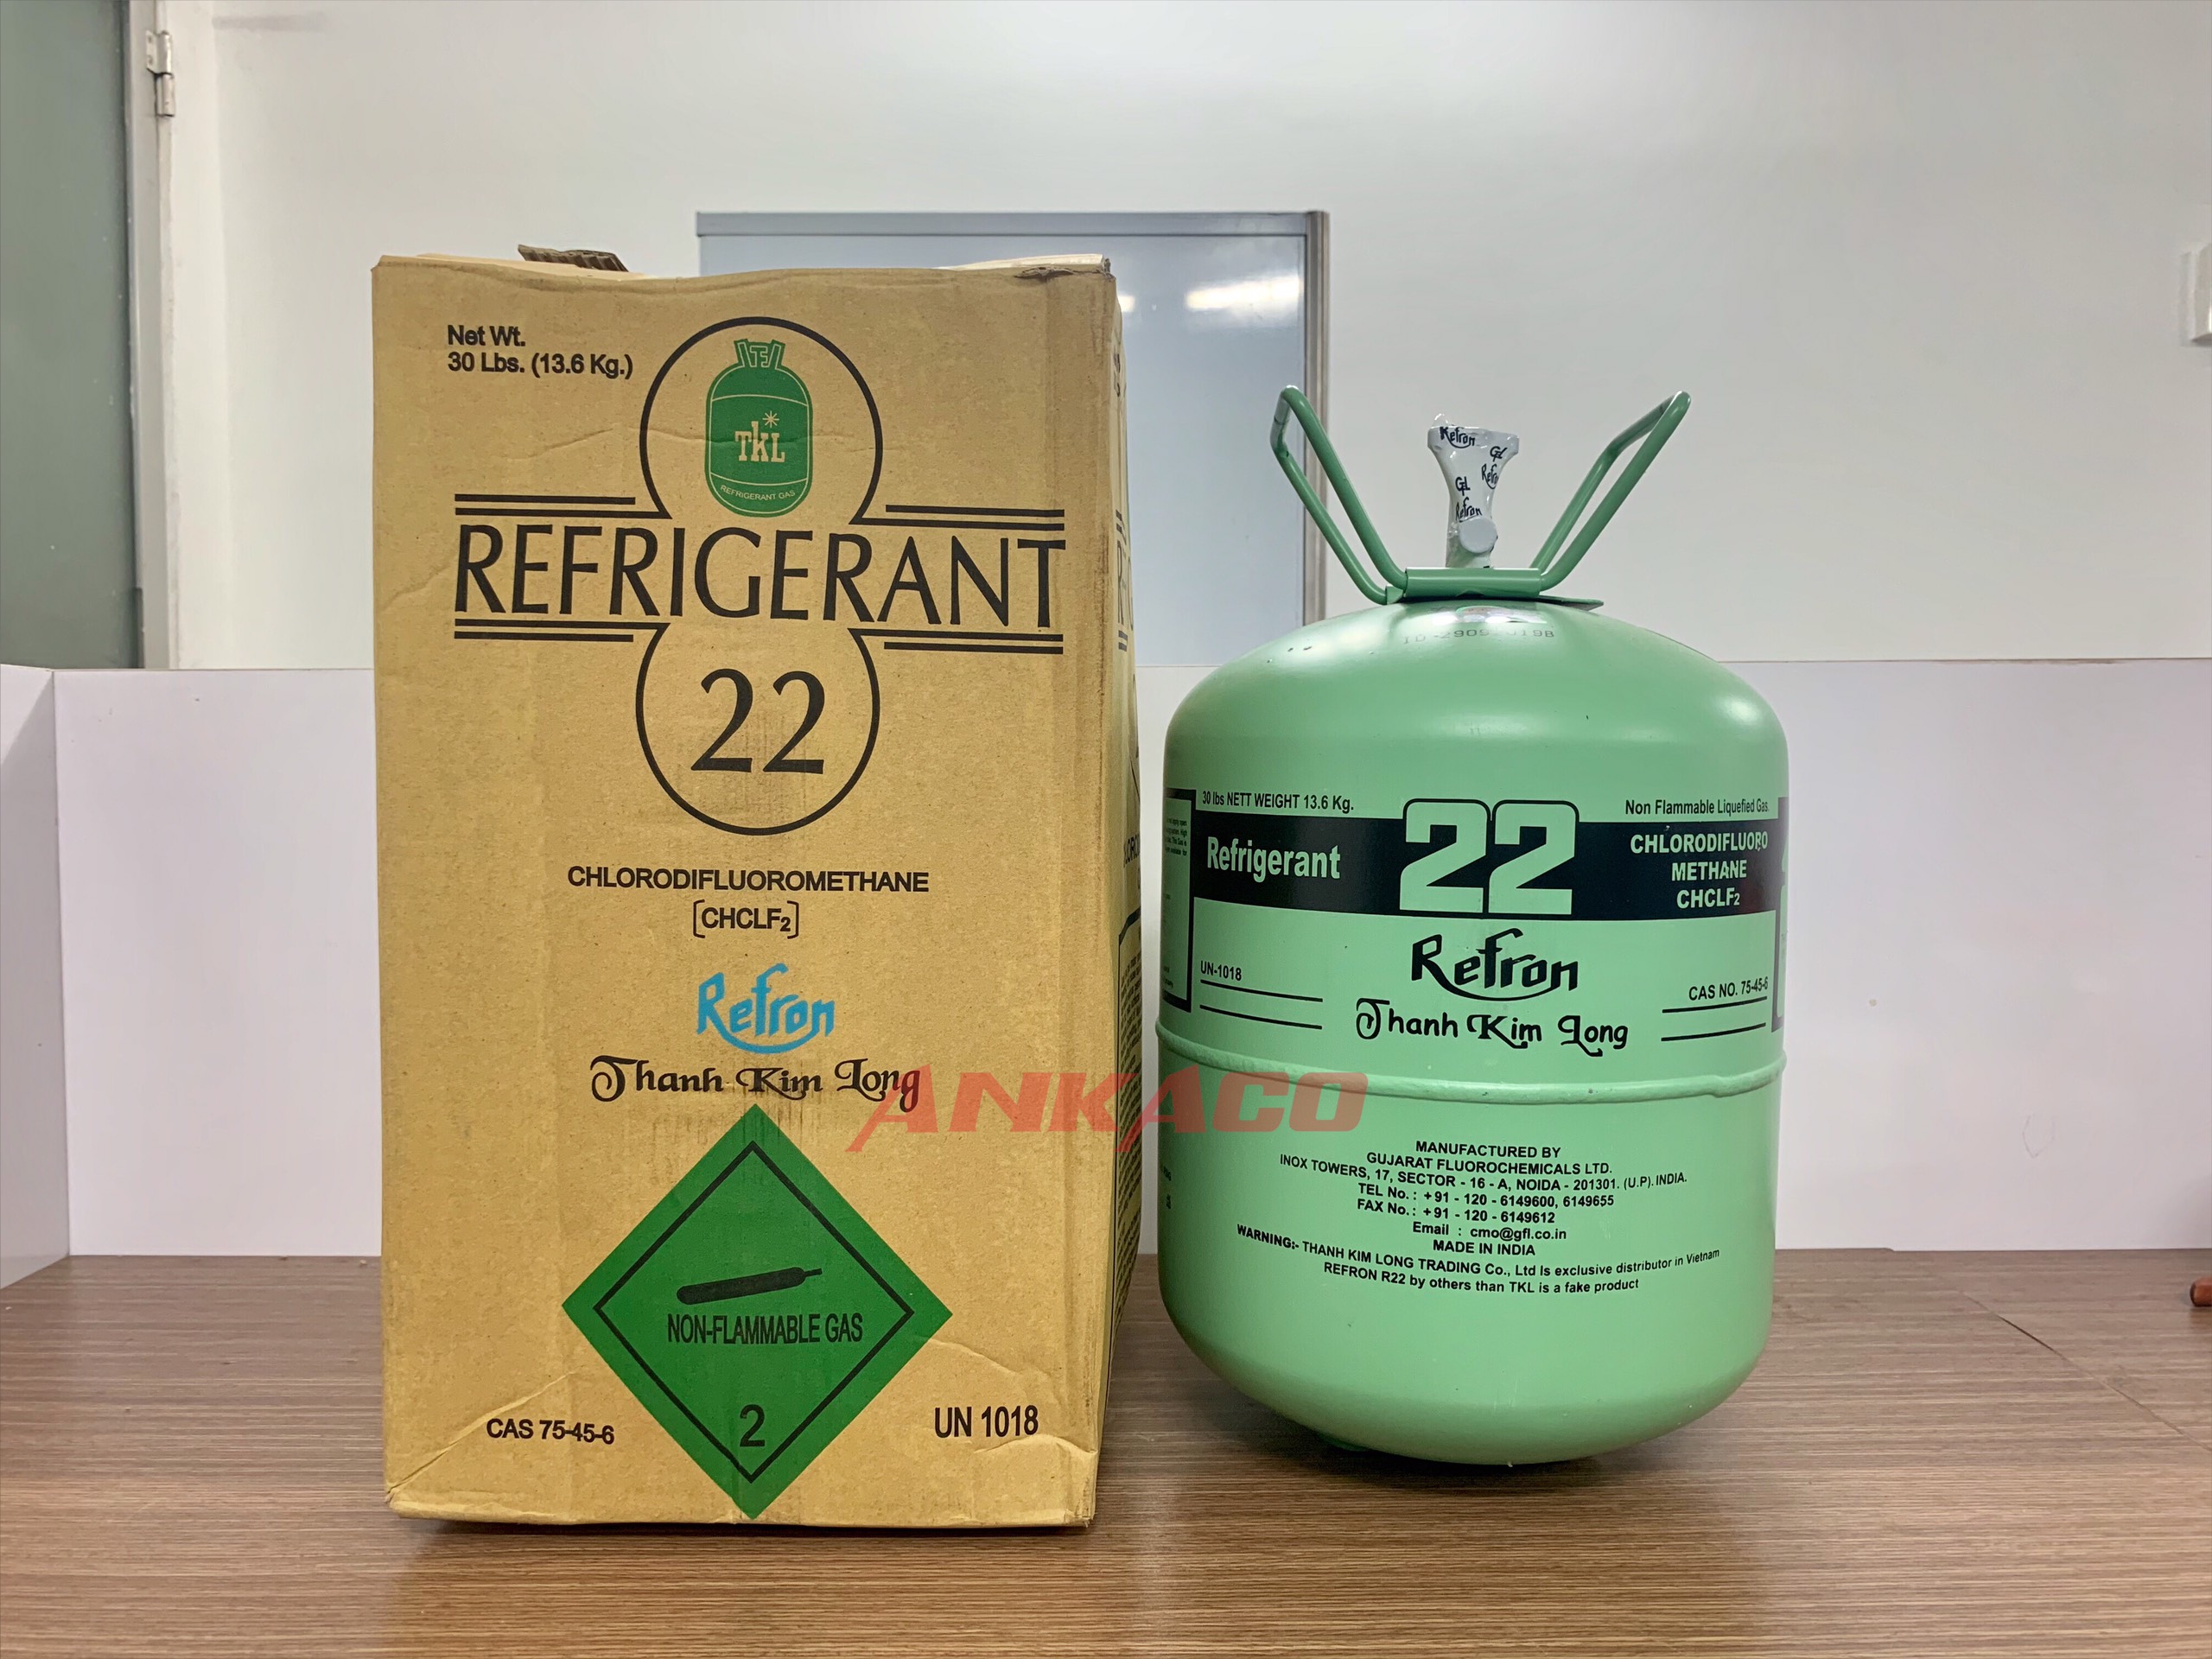 Net Wt.
30 Lbs. (13.6 Kg.)
TKL
REFRIGERANT GAS
REFRIGERANT
22
CHLORODIFLUOROMETHANE
[CHCLF2]
Refron
Thanh Kim Long
NON-FLAMMABLE GAS
2
CAS 75-45-6
UN 1018
ANKACO
Refron
GFL
Refron
GFL
Refron
30 lbs NETT WEIGHT 13.6 Kg.
Non Flammable Liquefied Gas.
Refrigerant
22
CHLORODIFLUORO
METHANE
CHCLF2
Refron
UN-1018
CAS NO. 75-45-6
Thanh Kim Long
MANUFACTURED BY
GUJARAT FLUOROCHEMICALS LTD.
INOX TOWERS, 17, SECTOR - 16 - A, NOIDA - 201301. (U.P). INDIA.
TEL No. : +91 - 120 - 6149600, 6149655
FAX No. : +91 - 120 - 6149612
Email : cmo@gfl.co.in
MADE IN INDIA
WARNING:- THANH KIM LONG TRADING Co., Ltd Is exclusive distributor in Vietnam
REFRON R22 by others than TKL is a fake product